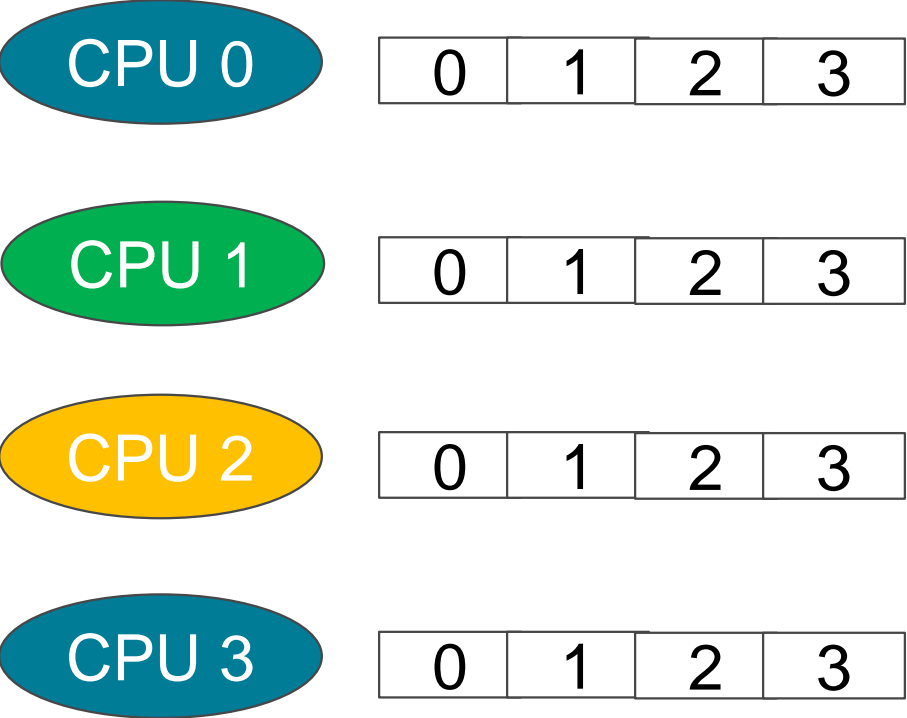 CPU 0 0 1 2 3
CPU 1 0 1 2 3
CPU 2 0 1 2 3
CPU 3 0 1 2 3